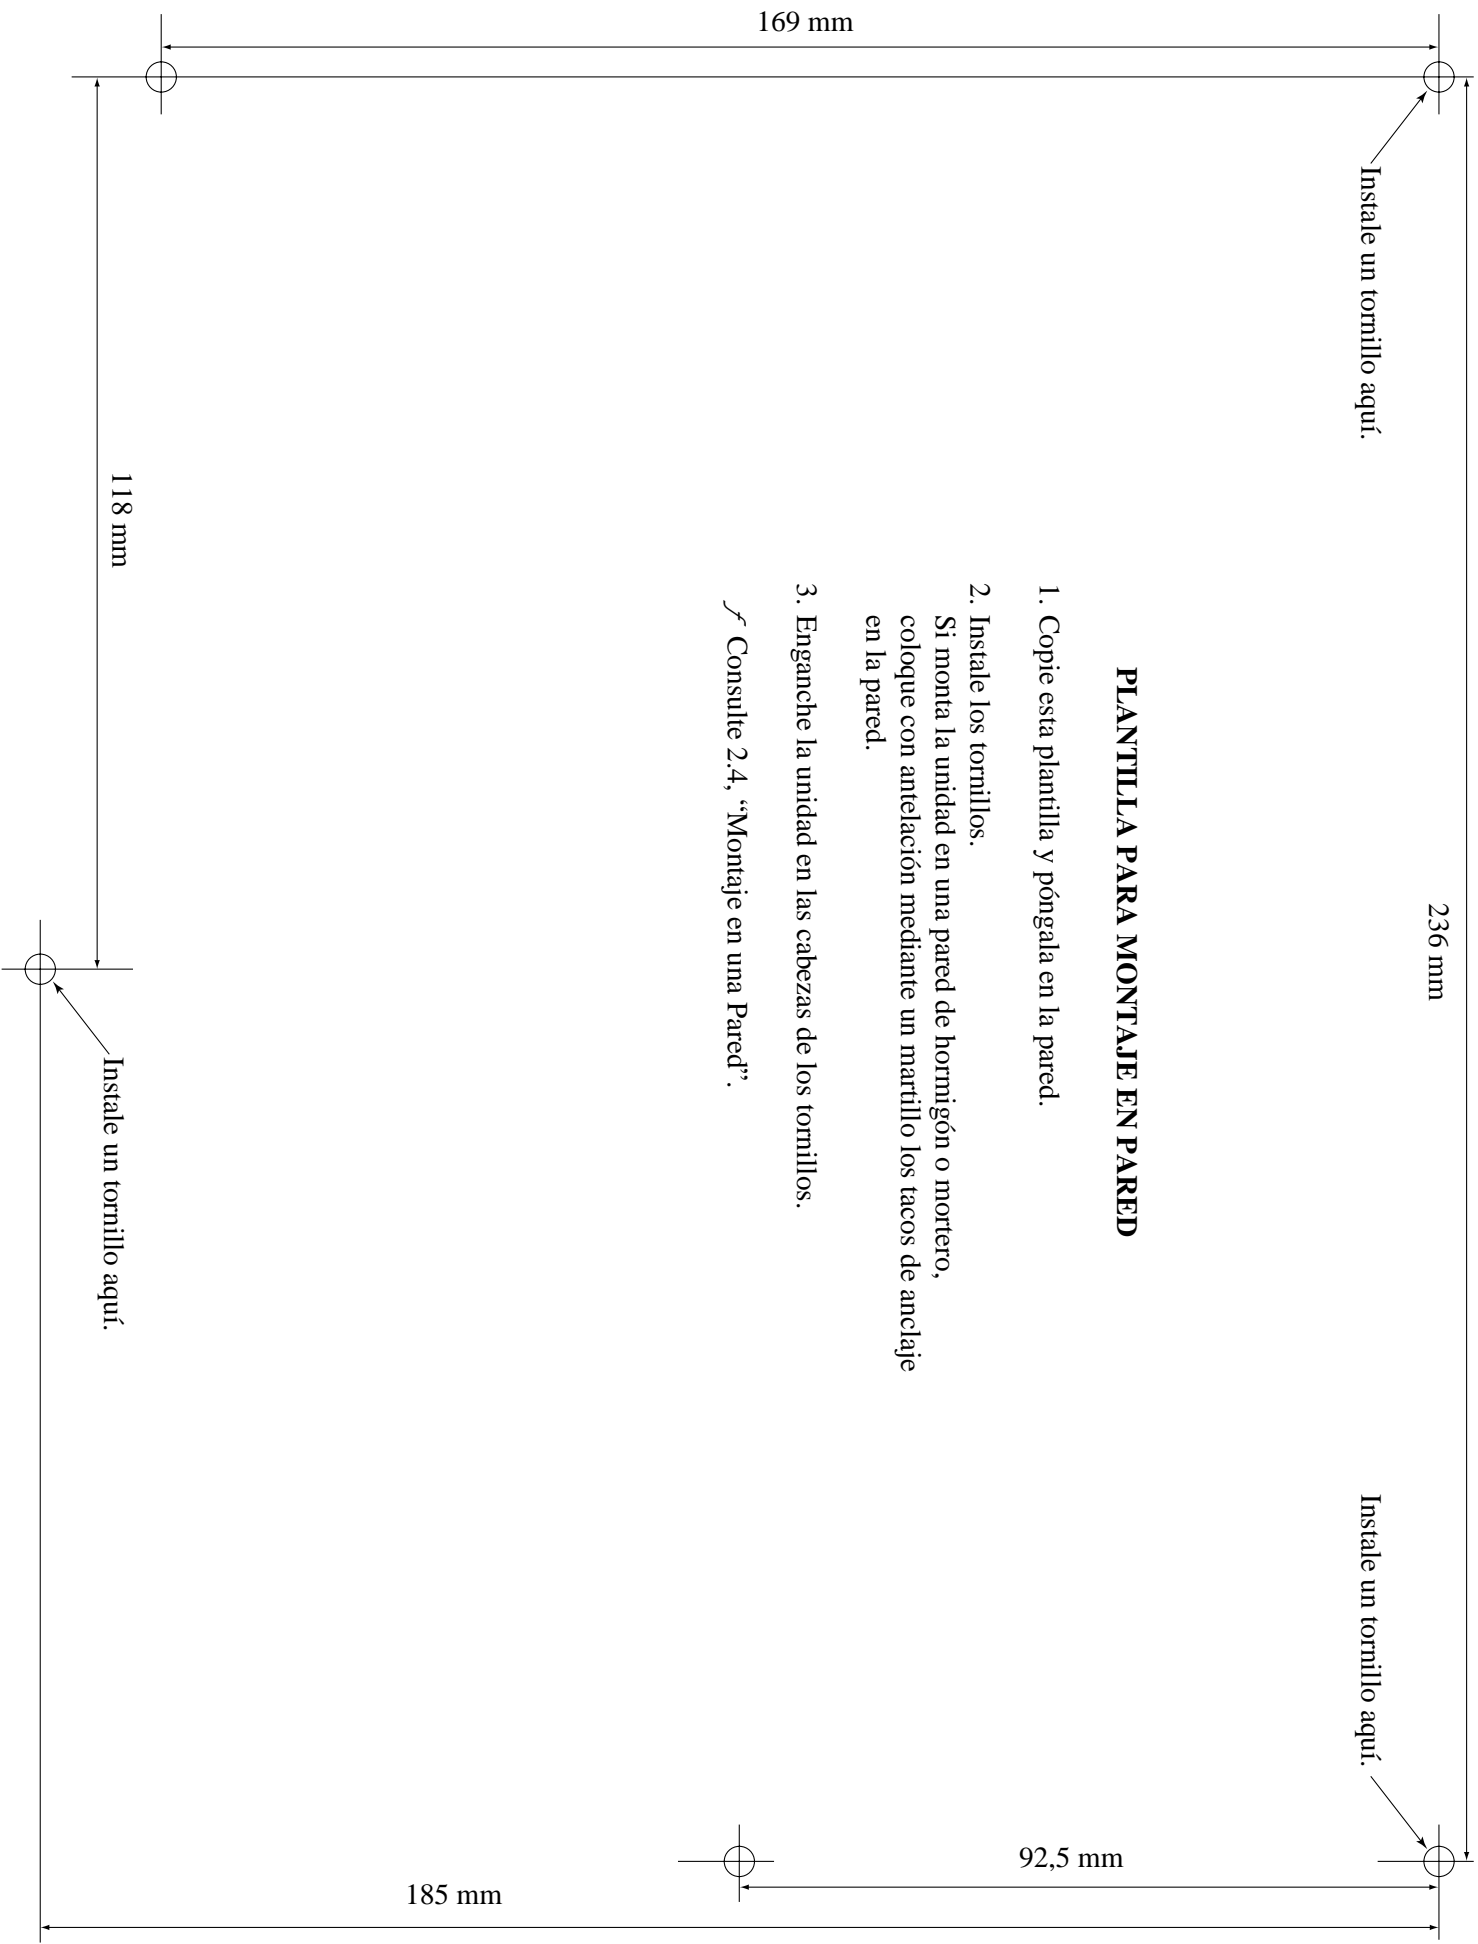 169 mm
236 mm
Instale un tornillo aquí.
Instale un tornillo aquí.
PLANTILLA PARA MONTAJE EN PARED
1. Copie esta plantilla y póngala en la pared.
2. Instale los tornillos.
Si monta la unidad en una pared de hormigón o mortero,
coloque con antelación mediante un martillo los tacos de anclaje
en la pared.
3. Enganche la unidad en las cabezas de los tornillos.
ƒ Consulte 2.4, “Montaje en una Pared”.
92,5 mm
185 mm
118 mm
Instale un tornillo aquí.